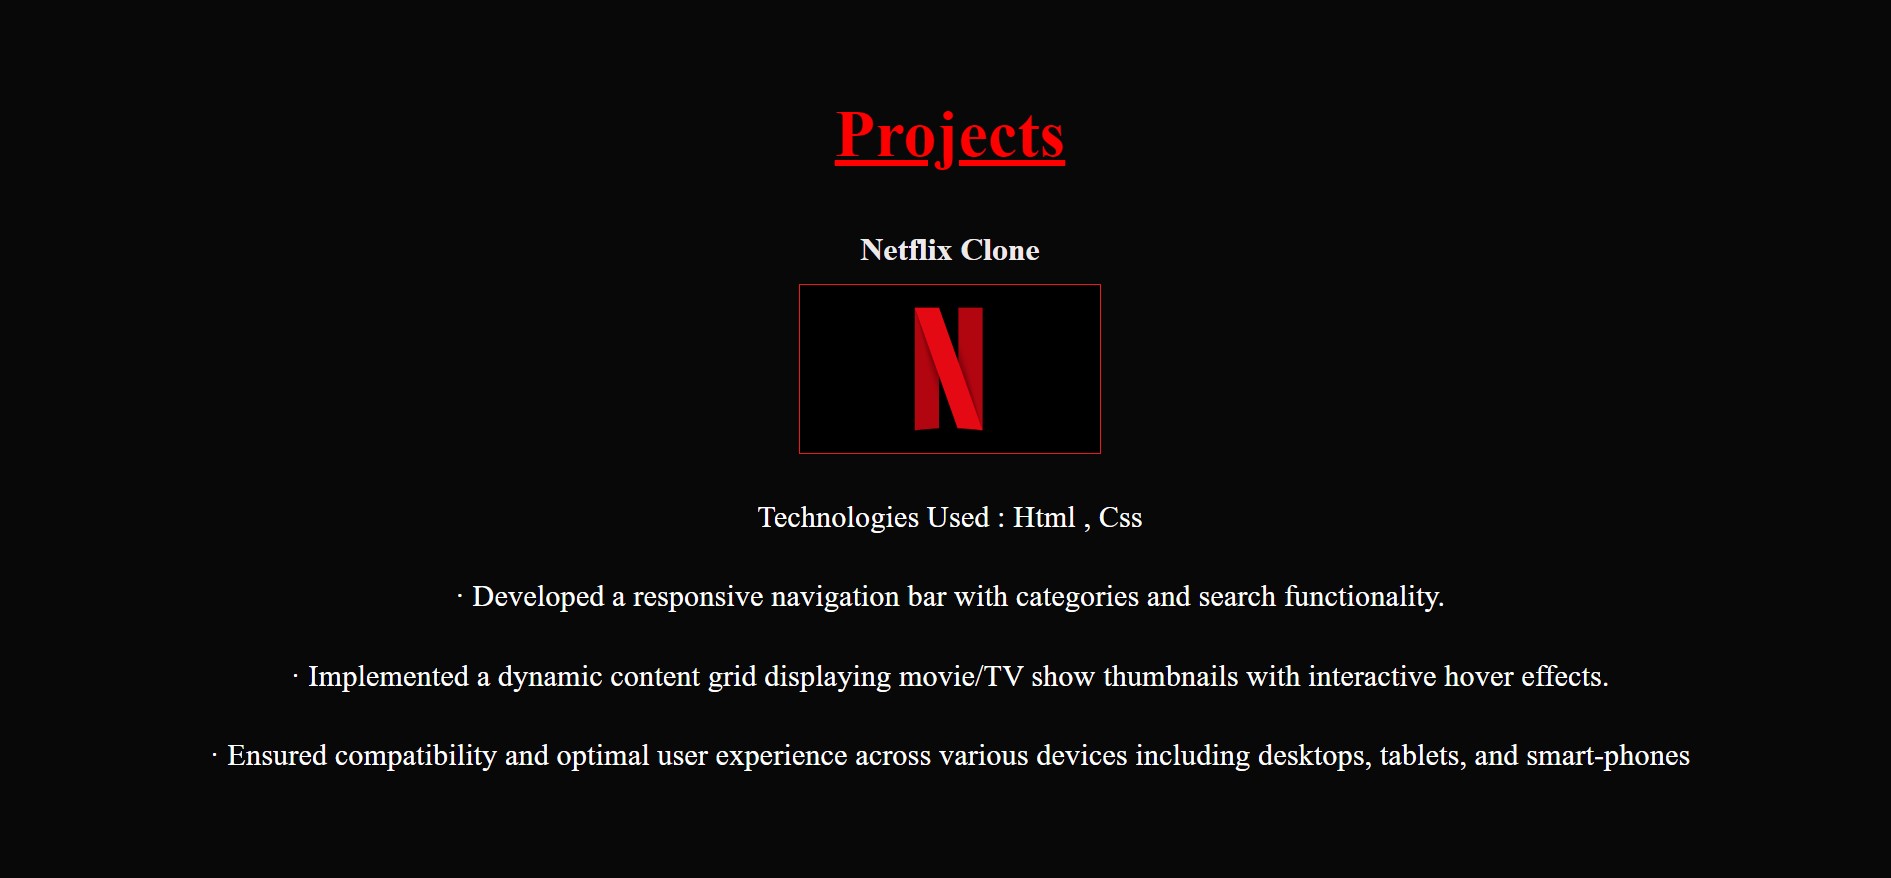 Projects
Netflix Clone
N
Technologies Used : Html , Css
· Developed a responsive navigation bar with categories and search functionality.
· Implemented a dynamic content grid displaying movie/TV show thumbnails with interactive hover effects.
· Ensured compatibility and optimal user experience across various devices including desktops, tablets, and smart-phones